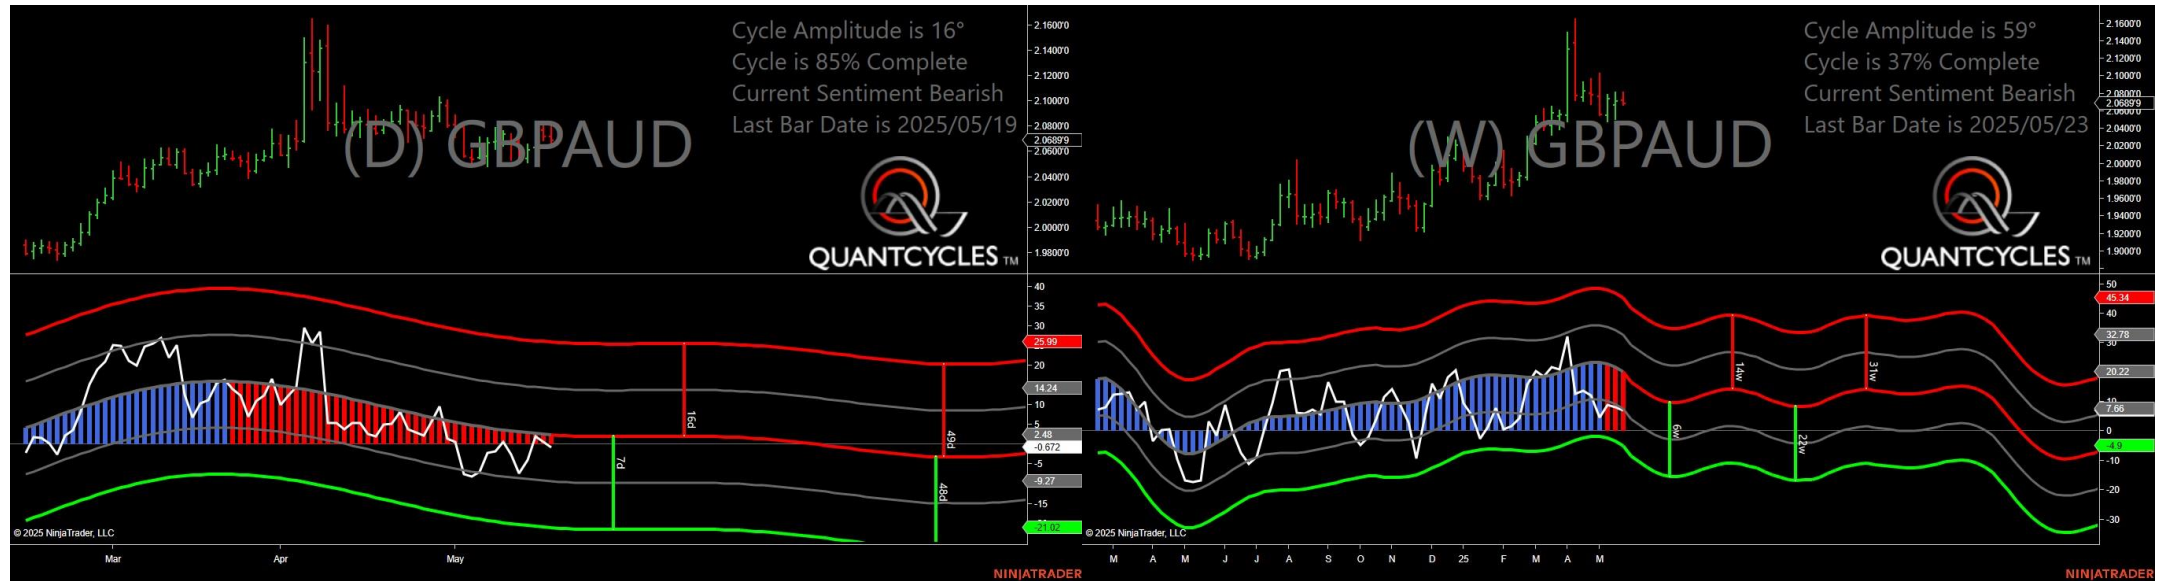 Cycle Amplitude is 16°
Cycle is 85% Complete
Current Sentiment Bearish
Last Bar Date is 2025/05/19
(D) GBPAUD
QUANTCYCLES TM
2.1600'0
2.1400'0
2.1200'0
2.1000'0
2.0800'0
2.0689'9
2.0600'0
2.0400'0
2.0200'0
2.0000'0
1.9800'0
40
35
30
25.99
20
14.24
10
5
2.48
-0.672
-5
-9.27
-15
-21.02
7d
16d
48d
49d
© 2025 NinjaTrader, LLC
Mar Apr May
NINJATRADER
Cycle Amplitude is 59°
Cycle is 37% Complete
Current Sentiment Bearish
Last Bar Date is 2025/05/23
(W) GBPAUD
QUANTCYCLES TM
2.1600'0
2.1400'0
2.1200'0
2.1000'0
2.0800'0
2.0689'9
2.0600'0
2.0400'0
2.0200'0
2.0000'0
1.9800'0
1.9600'0
1.9400'0
1.9200'0
1.9000'0
50
45.34
40
32.78
30
20.22
10
7.66
0
-4.9
-10
-20
-30
6w
14w
22w
31w
© 2025 NinjaTrader, LLC
M A M J J A S O N D 25 F M A M
NINJATRADER